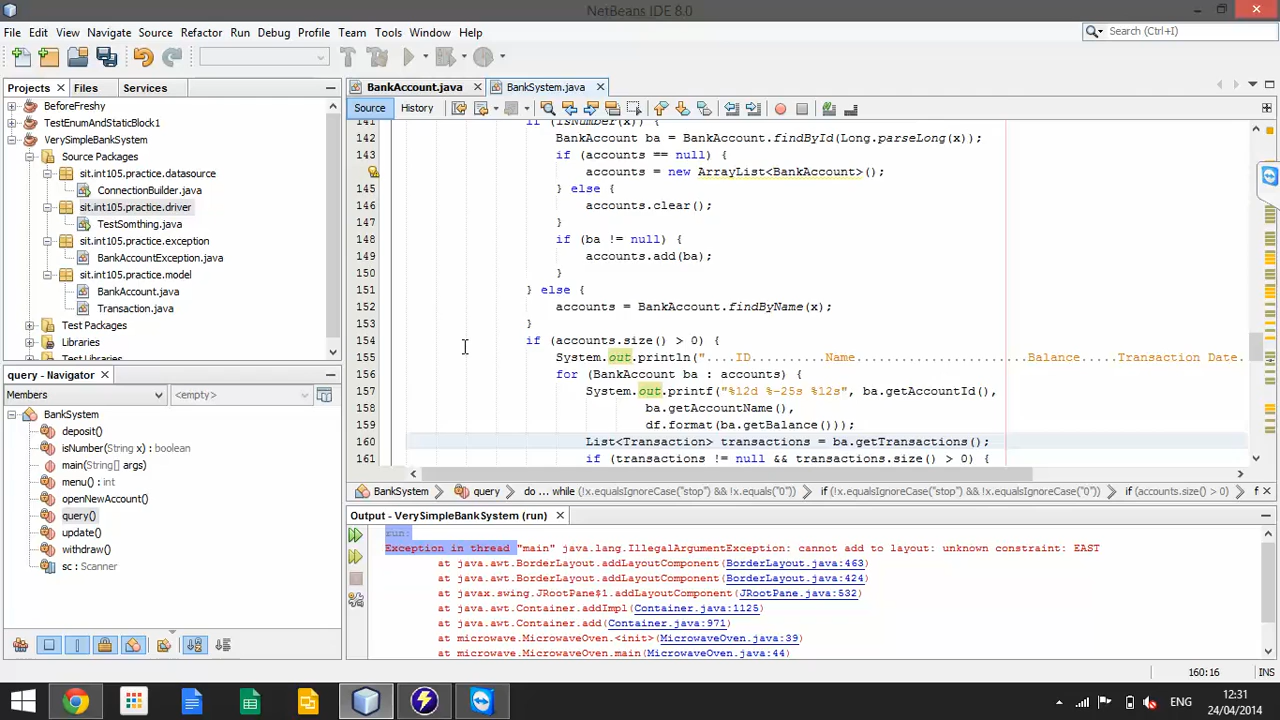 NetBeans IDE 8.0
File Edit View Navigate Source Refactor Run Debug Profile Team Tools Window Help
Search (Ctrl+I)
Projects Files Services
BankAccount.java BankSystem.java
Source History
BeforeFreshy
TestEnumAndStaticBlock1
VerySimpleBankSystem
Source Packages
sit.int105.practice.datasource
ConnectionBuilder.java
sit.int105.practice.driver
TestSomthing.java
sit.int105.practice.exception
BankAccountException.java
sit.int105.practice.model
BankAccount.java
Transaction.java
Test Packages
Libraries
Test Libraries
141 if (isNumber(x)) {
142 BankAccount ba = BankAccount.findById(Long.parseLong(x));
143 if (accounts == null) {
accounts = new ArrayList<BankAccount>();
145 } else {
146 accounts.clear();
147 }
148 if (ba != null) {
149 accounts.add(ba);
150 }
151 } else {
152 accounts = BankAccount.findByName(x);
153 }
154 if (accounts.size() > 0) {
155 System.out.println("....ID..........Name.......................Balance.....Transaction Date.
156 for (BankAccount ba : accounts) {
157 System.out.printf("%12d %-25s %12s", ba.getAccountId(),
158 ba.getAccountName(),
159 df.format(ba.getBalance()));
160 List<Transaction> transactions = ba.getTransactions();
161 if (transactions != null && transactions.size() > 0) {
query() - Navigator
Members <empty>
BankSystem
deposit()
isNumber(String x) : boolean
main(String[] args)
menu() : int
openNewAccount()
query()
update()
withdraw()
sc : Scanner
BankSystem query do ... while (!x.equalsIgnoreCase("stop") && !x.equals("0")) if (!x.equalsIgnoreCase("stop") && !x.equals("0")) if (accounts.size() > 0) f
Output - VerySimpleBankSystem (run)
run:
Exception in thread "main" java.lang.IllegalArgumentException: cannot add to layout: unknown constraint: EAST
at java.awt.BorderLayout.addLayoutComponent(BorderLayout.java:463)
at java.awt.BorderLayout.addLayoutComponent(BorderLayout.java:424)
at javax.swing.JRootPane$1.addLayoutComponent(JRootPane.java:532)
at java.awt.Container.addImpl(Container.java:1125)
at java.awt.Container.add(Container.java:971)
at microwave.MicrowaveOven.<init>(MicrowaveOven.java:39)
at microwave.MicrowaveOven.main(MicrowaveOven.java:44)
160:16 INS
ENG
12:31
24/04/2014